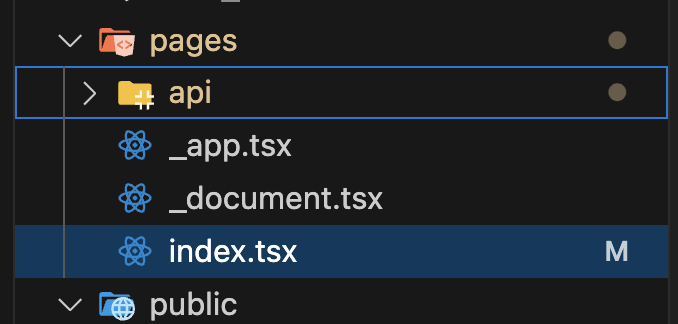 pages
api
_app.tsx
_document.tsx
index.tsx M
public